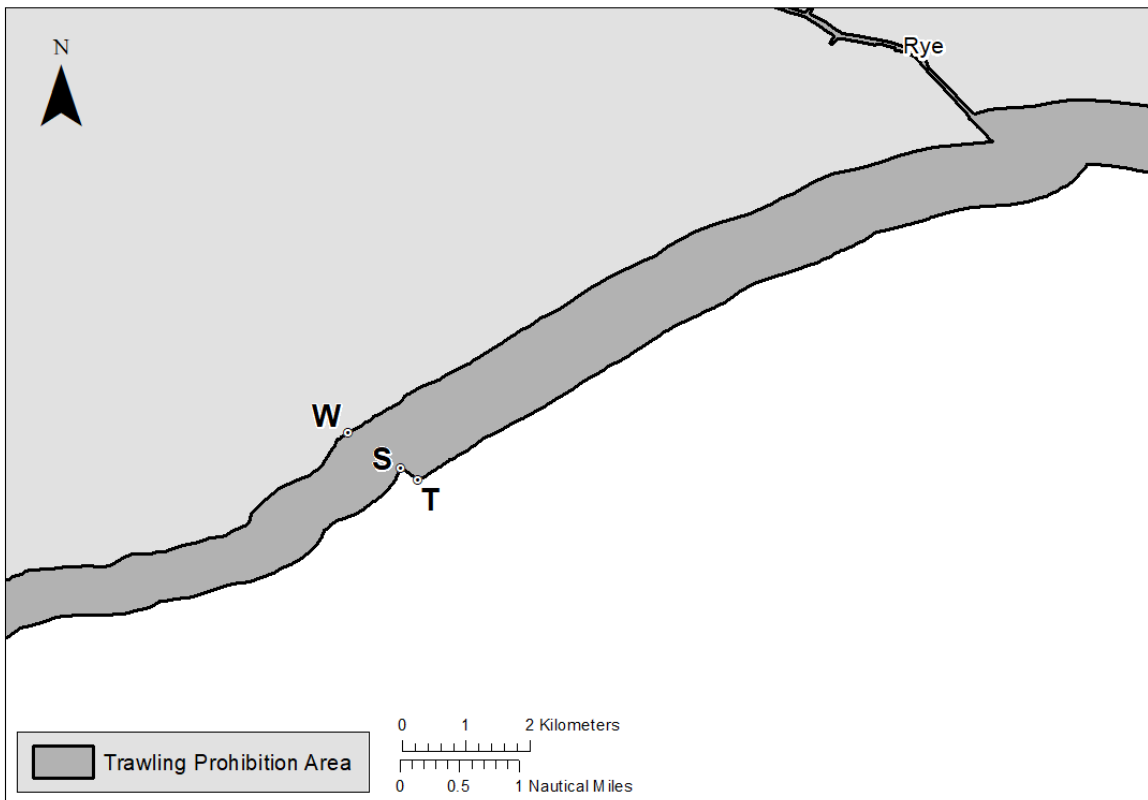 N
Rye
W
S
T
Trawling Prohibition Area
0 1 2 Kilometers
0 0.5 1 Nautical Miles